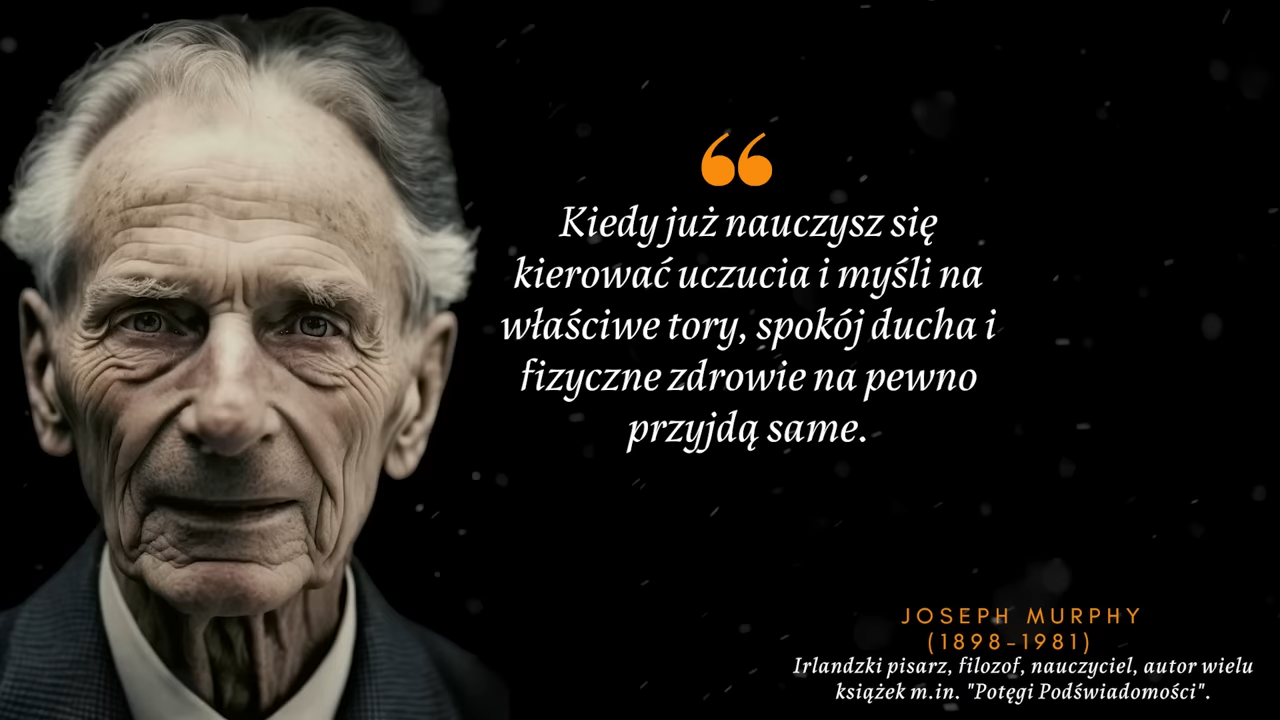 Kiedy już nauczysz się
kierować uczucia i myśli na
właściwe tory, spokój ducha i
fizyczne zdrowie na pewno
przyjdą same.
JOSEPH MURPHY
(1898-1981)
Irlandzki pisarz, filozof, nauczyciel, autor wielu
książek m.in. "Potęgi Podświadomości".